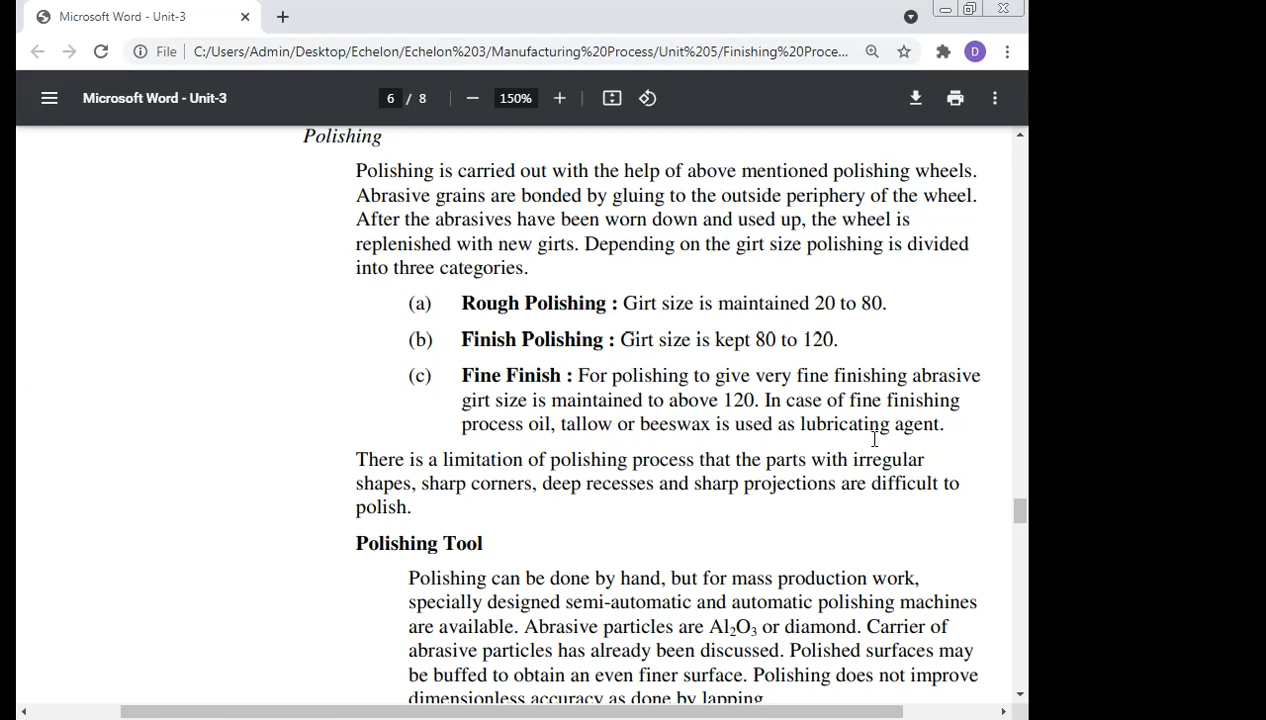 Microsoft Word - Unit-3
File C:/Users/Admin/Desktop/Echelon/Echelon%203/Manufacturing%20Process/Unit%205/Finishing%20Proce...
D
Microsoft Word - Unit-3 6 / 8 150%
Polishing
Polishing is carried out with the help of above mentioned polishing wheels.
Abrasive grains are bonded by gluing to the outside periphery of the wheel.
After the abrasives have been worn down and used up, the wheel is
replenished with new girts. Depending on the girt size polishing is divided
into three categories.
(a) Rough Polishing : Girt size is maintained 20 to 80.
(b) Finish Polishing : Girt size is kept 80 to 120.
(c) Fine Finish : For polishing to give very fine finishing abrasive
girt size is maintained to above 120. In case of fine finishing
process oil, tallow or beeswax is used as lubricating agent.
There is a limitation of polishing process that the parts with irregular
shapes, sharp corners, deep recesses and sharp projections are difficult to
polish.
Polishing Tool
Polishing can be done by hand, but for mass production work,
specially designed semi-automatic and automatic polishing machines
are available. Abrasive particles are Al₂O₃ or diamond. Carrier of
abrasive particles has already been discussed. Polished surfaces may
be buffed to obtain an even finer surface. Polishing does not improve
dimensionless accuracy as done by lapping